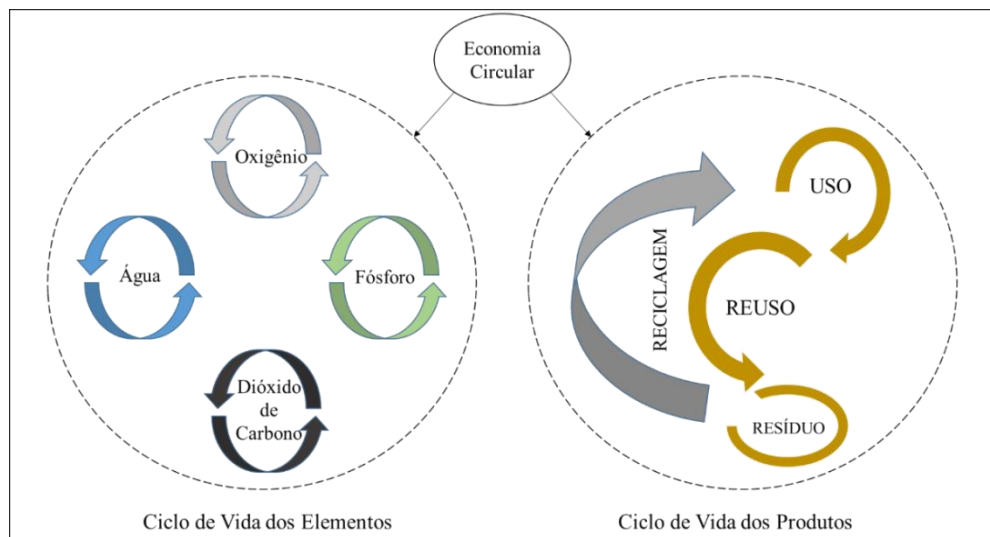 Economia
Circular
Oxigênio
Água
Fósforo
Dióxido
de
Carbono
Ciclo de Vida dos Elementos
USO
REUSO
RECICLAGEM
RESÍDUO
Ciclo de Vida dos Produtos